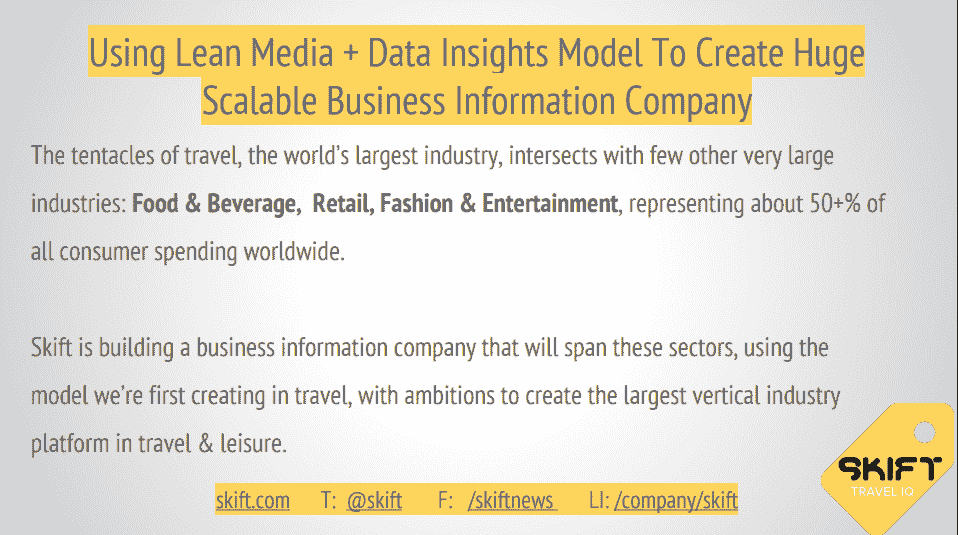 Using Lean Media + Data Insights Model To Create Huge
Scalable Business Information Company
The tentacles of travel, the world's largest industry, intersects with few other very large
industries: Food & Beverage,  Retail, Fashion & Entertainment, representing about 50+% of
all consumer spending worldwide.
Skift is building a business information company that will span these sectors, using the
model we're first creating in travel, with ambitions to create the largest vertical industry
platform in travel & leisure.
skift.com T: @skift F: /skiftnews LI: /company/skift
SKIFT
TRAVEL IQ